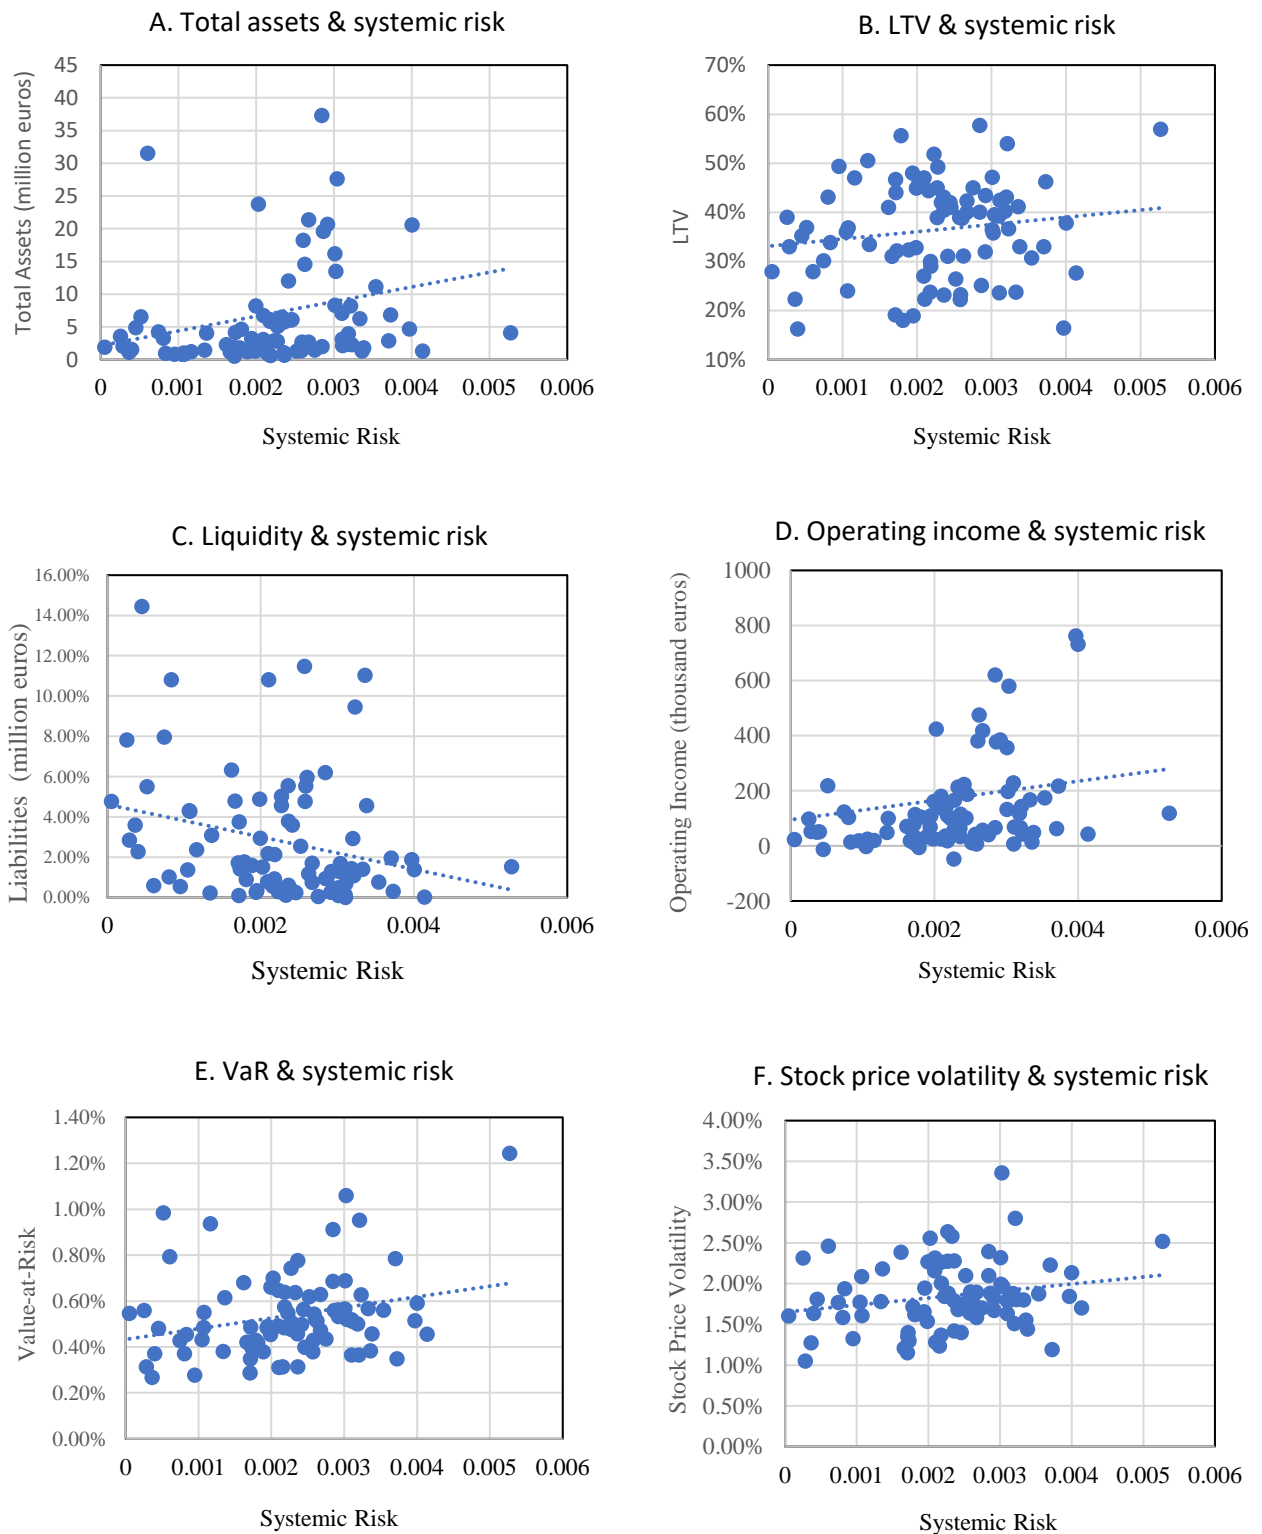 A. Total assets & systemic risk
Total Assets (million euros)
45
40
35
30
25
20
15
10
5
0
0 0.001 0.002 0.003 0.004 0.005 0.006
Systemic Risk
B. LTV & systemic risk
LTV
70%
60%
50%
40%
30%
20%
10%
0 0.001 0.002 0.003 0.004 0.005 0.006
Systemic Risk
C. Liquidity & systemic risk
Liabilities (million euros)
16.00%
14.00%
12.00%
10.00%
8.00%
6.00%
4.00%
2.00%
0.00%
0 0.002 0.004 0.006
Systemic Risk
D. Operating income & systemic risk
Operating Income (thousand euros)
1000
800
600
400
200
0
-200
0 0.002 0.004 0.006
Systemic Risk
E. VaR & systemic risk
Value-at-Risk
1.40%
1.20%
1.00%
0.80%
0.60%
0.40%
0.20%
0.00%
0 0.001 0.002 0.003 0.004 0.005 0.006
Systemic Risk
F. Stock price volatility & systemic risk
Stock Price Volatility
4.00%
3.50%
3.00%
2.50%
2.00%
1.50%
1.00%
0.50%
0.00%
0 0.001 0.002 0.003 0.004 0.005 0.006
Systemic Risk